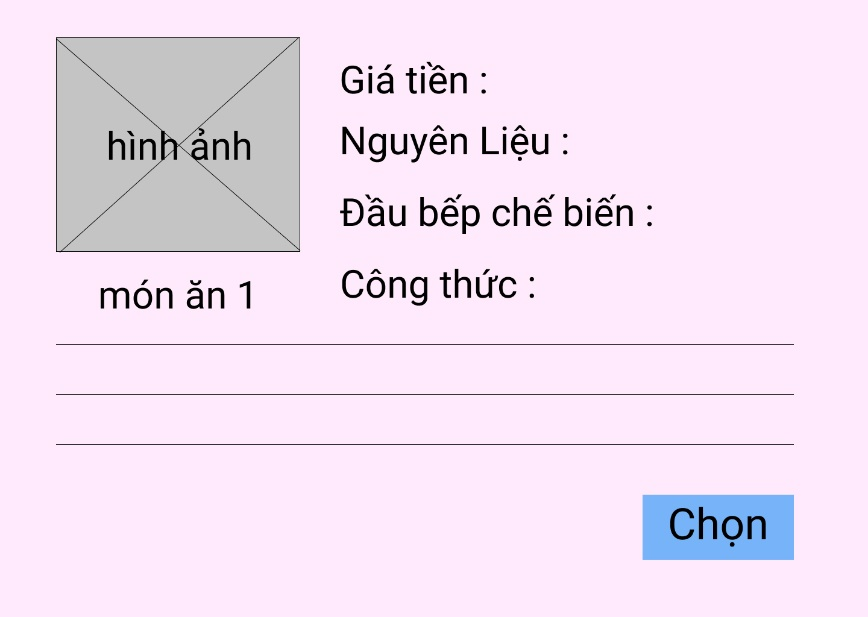 hình ảnh
món ăn 1
Giá tiền :
Nguyên Liệu :
Đầu bếp chế biến :
Công thức :
Chọn